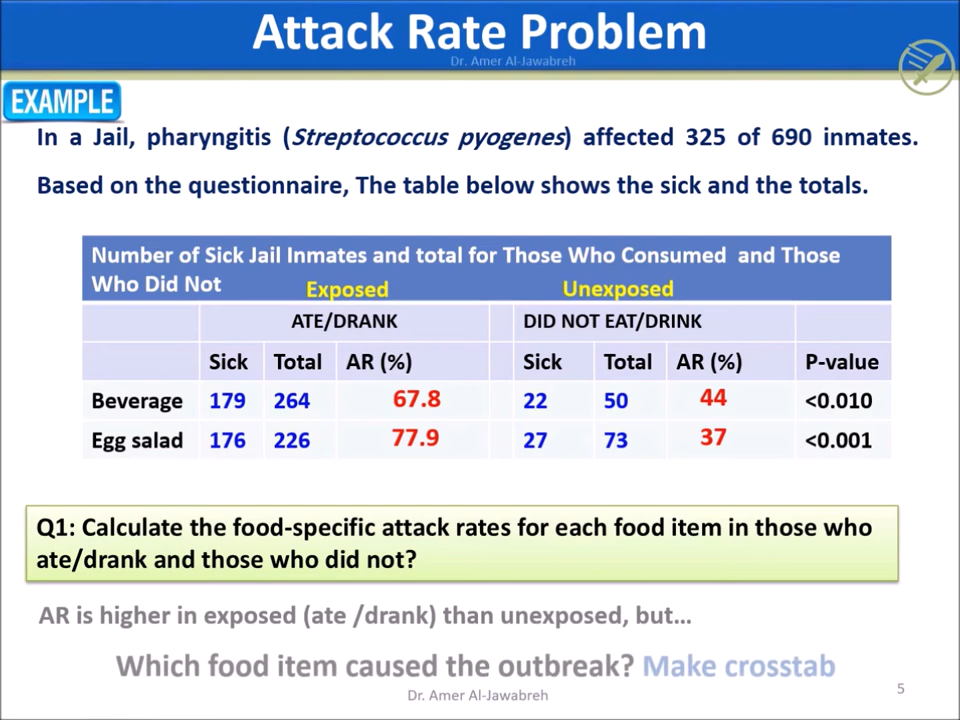 Attack Rate Problem
Dr. Amer Al-Jawabreh
EXAMPLE
In a Jail, pharyngitis (Streptococcus pyogenes) affected 325 of 690 inmates.
Based on the questionnaire, The table below shows the sick and the totals.
Number of Sick Jail Inmates and total for Those Who Consumed and Those
Who Did Not Exposed Unexposed
ATE/DRANK DID NOT EAT/DRINK
Sick Total AR (%) Sick Total AR (%) P-value
Beverage 179 264 67.8 22 50 44 <0.010
Egg salad 176 226 77.9 27 73 37 <0.001
Q1: Calculate the food-specific attack rates for each food item in those who
ate/drank and those who did not?
AR is higher in exposed (ate /drank) than unexposed, but...
Which food item caused the outbreak? Make crosstab
Dr. Amer Al-Jawabreh
5